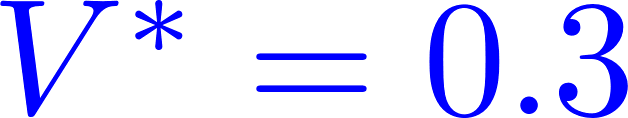 V* = 0.3